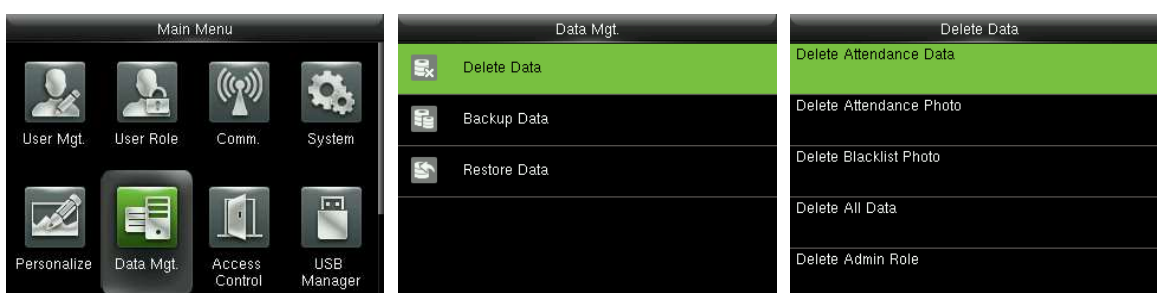 Main Menu
User Mgt.
User Role
Comm.
System
Personalize
Data Mgt.
Access
Control
USB
Manager
Data Mgt.
Delete Data
Backup Data
Restore Data
Delete Data
Delete Attendance Data
Delete Attendance Photo
Delete Blacklist Photo
Delete All Data
Delete Admin Role